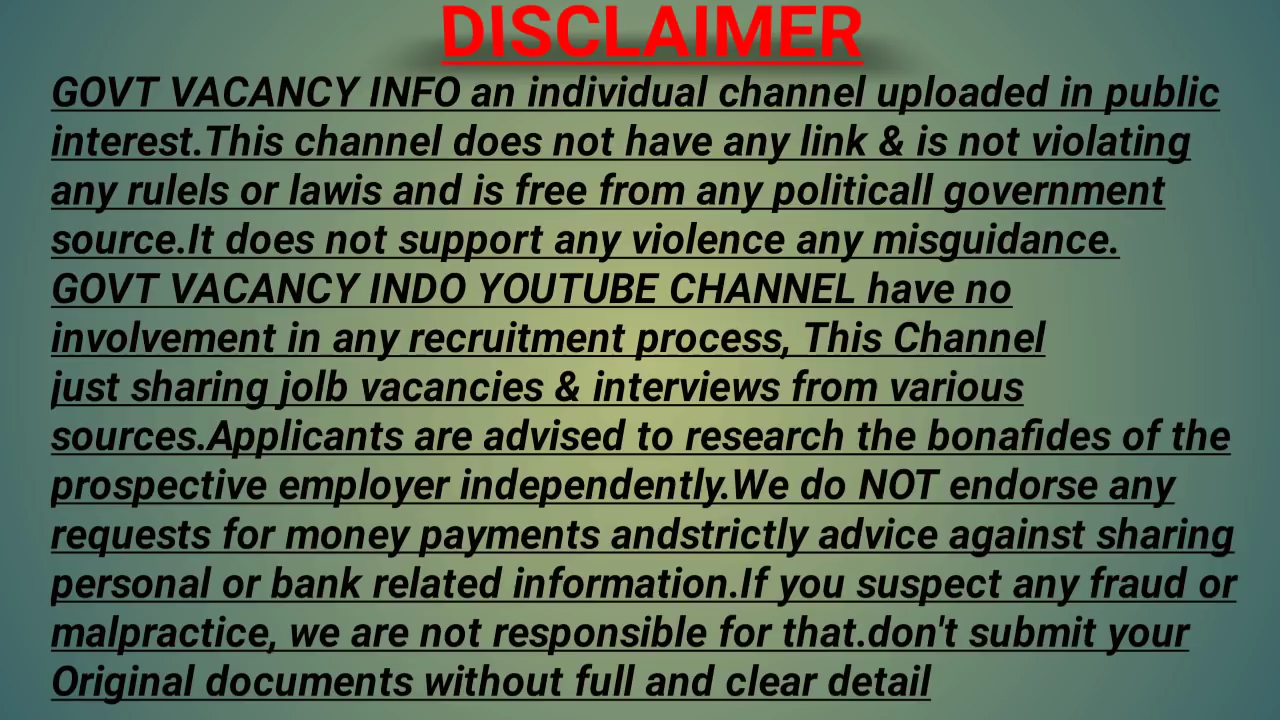 DISCLAIMER
GOVT VACANCY INFO an individual channel uploaded in public
interest.This channel does not have any link & is not violating
any rulels or lawis and is free from any politicall government
source.It does not support any violence any misguidance.
GOVT VACANCY INDO YOUTUBE CHANNEL have no
involvement in any recruitment process, This Channel
just sharing jolb vacancies & interviews from various
sources.Applicants are advised to research the bonafides of the
prospective employer independently.We do NOT endorse any
requests for money payments andstrictly advice against sharing
personal or bank related information.If you suspect any fraud or
malpractice, we are not responsible for that.don't submit your
Original documents without full and clear detail